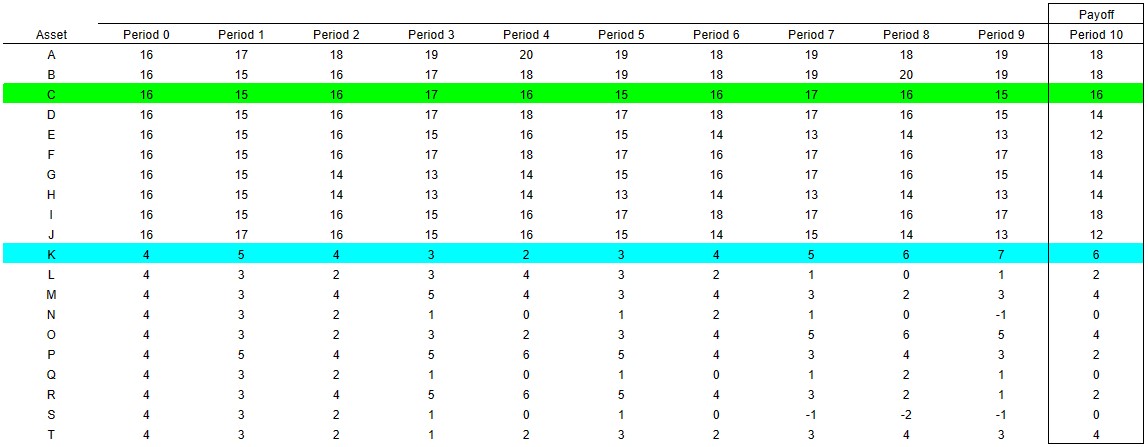 Payoff
Asset Period 0 Period 1 Period 2 Period 3 Period 4 Period 5 Period 6 Period 7 Period 8 Period 9 Period 10
A 16 17 18 19 20 19 18 19 18 19 18
B 16 15 16 17 18 19 18 19 20 19 18
C 16 15 16 17 16 15 16 17 16 15 16
D 16 15 16 17 18 17 18 17 16 15 14
E 16 15 16 15 16 15 14 13 14 13 12
F 16 15 16 17 18 17 16 17 16 17 18
G 16 15 14 13 14 15 16 17 16 15 14
H 16 15 14 13 14 13 14 13 14 13 14
I 16 15 16 15 16 17 18 17 16 17 18
J 16 17 16 15 16 15 14 15 14 13 12
K 4 5 4 3 2 3 4 5 6 7 6
L 4 3 2 3 4 3 2 1 0 1 2
M 4 3 4 5 4 3 4 3 2 3 4
N 4 3 2 1 0 1 2 1 0 -1 0
O 4 3 2 3 2 3 4 5 6 5 4
P 4 5 4 5 6 5 4 3 4 3 2
Q 4 3 2 1 0 1 0 1 2 1 0
R 4 3 4 5 6 5 4 3 2 1 2
S 4 3 2 1 0 1 0 -1 -2 -1 0
T 4 3 2 1 2 3 2 3 4 3 4